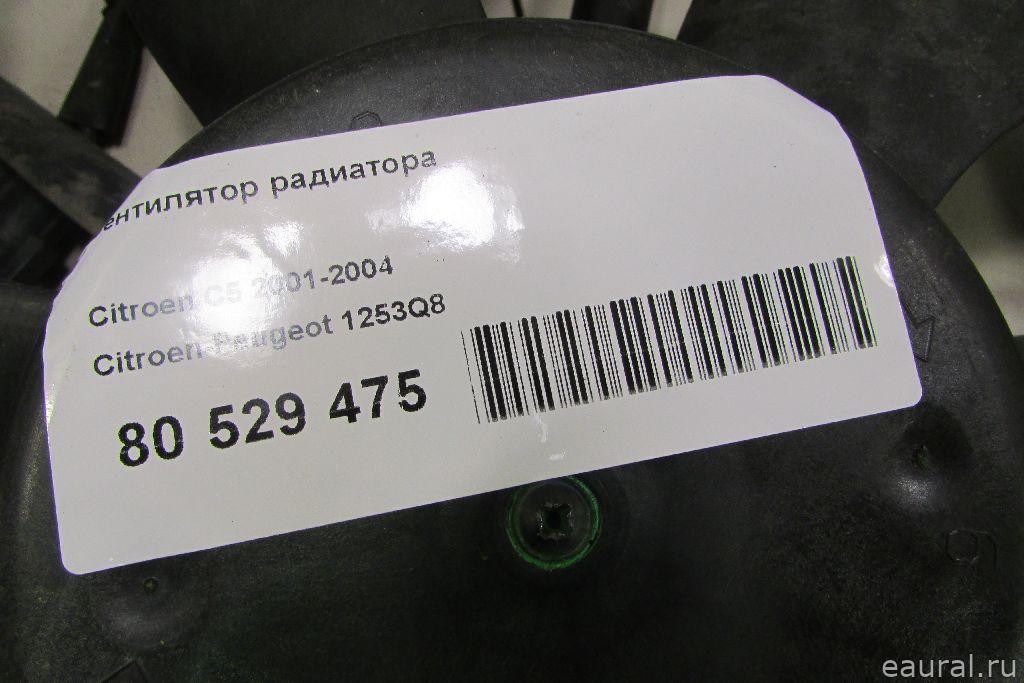 ентилятор радиатора
Citroen C5 2001-2004
Citroen-Peugeot 1253Q8
80 529 475
eaural.ru